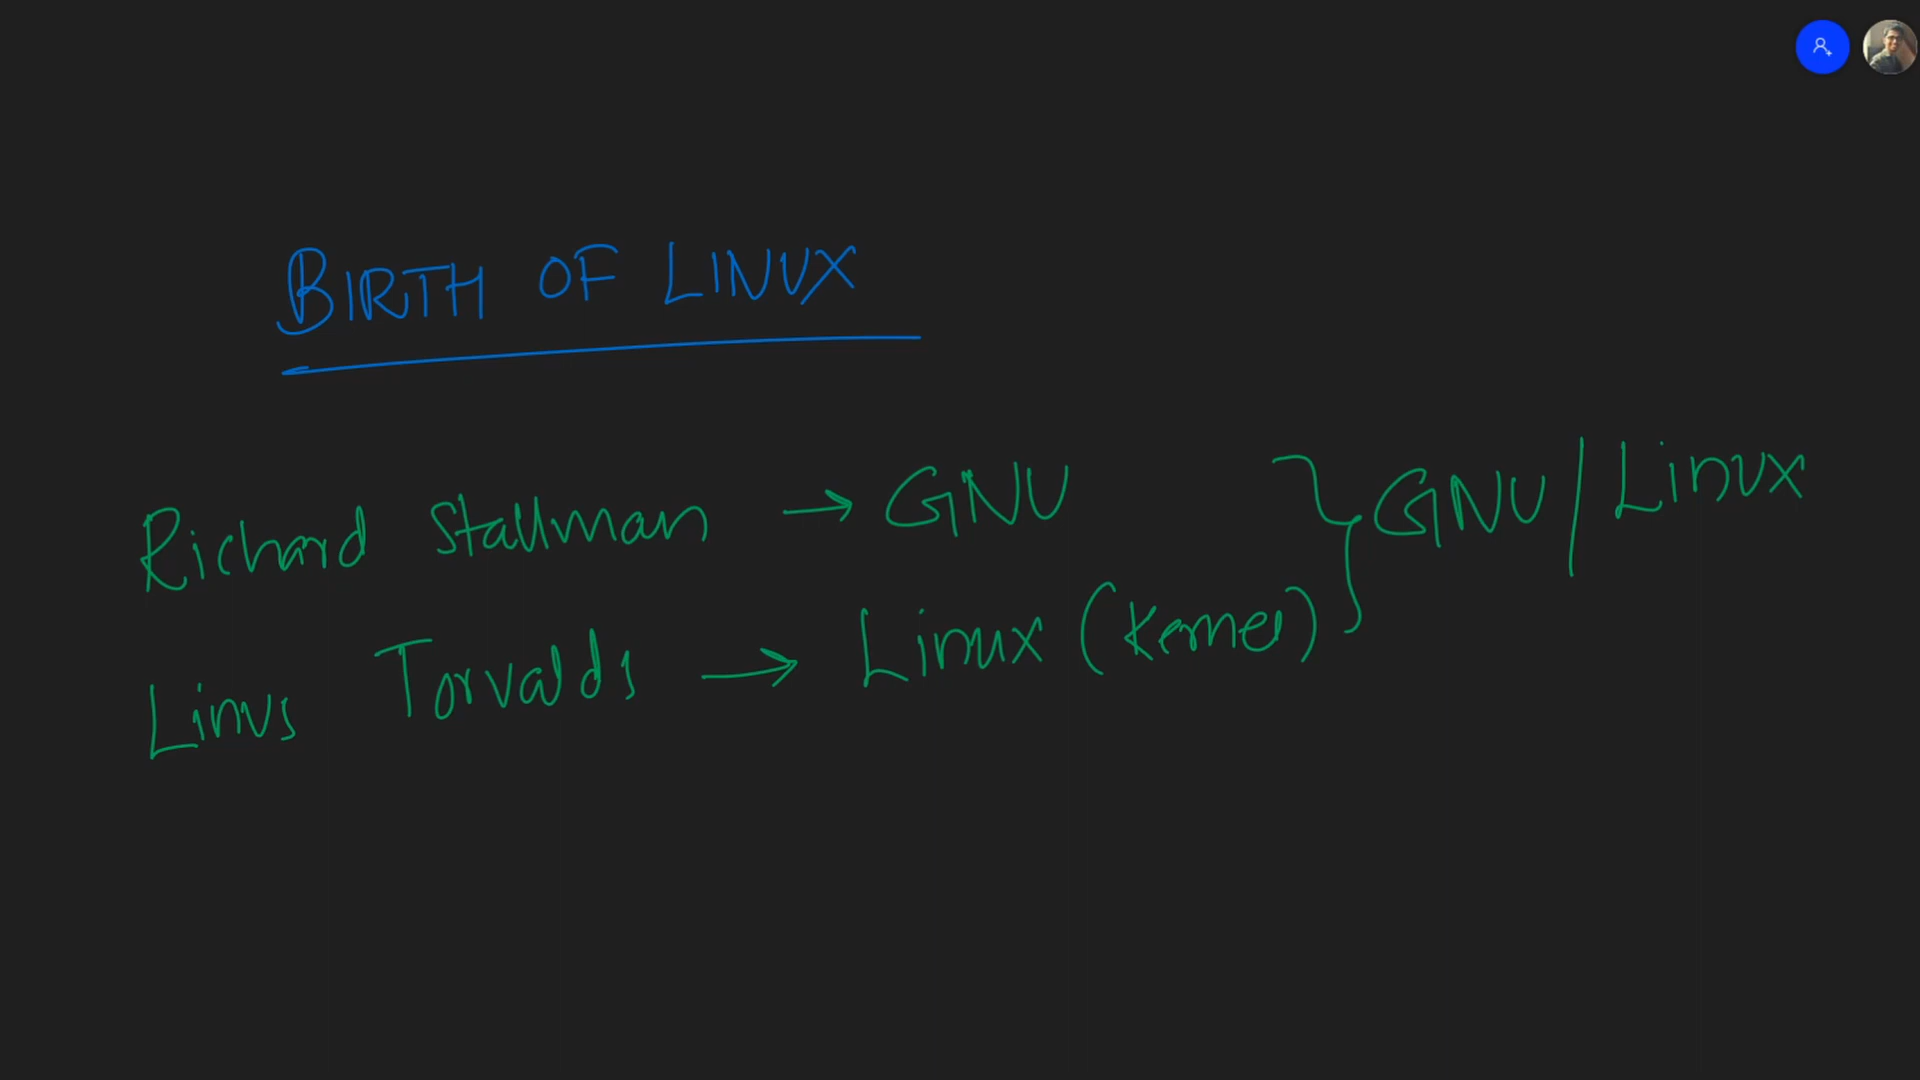 BIRTH OF LINUX
Richard Stallman → GNU
Linus Torvalds → Linux (Kernel)
} GNU/Linux